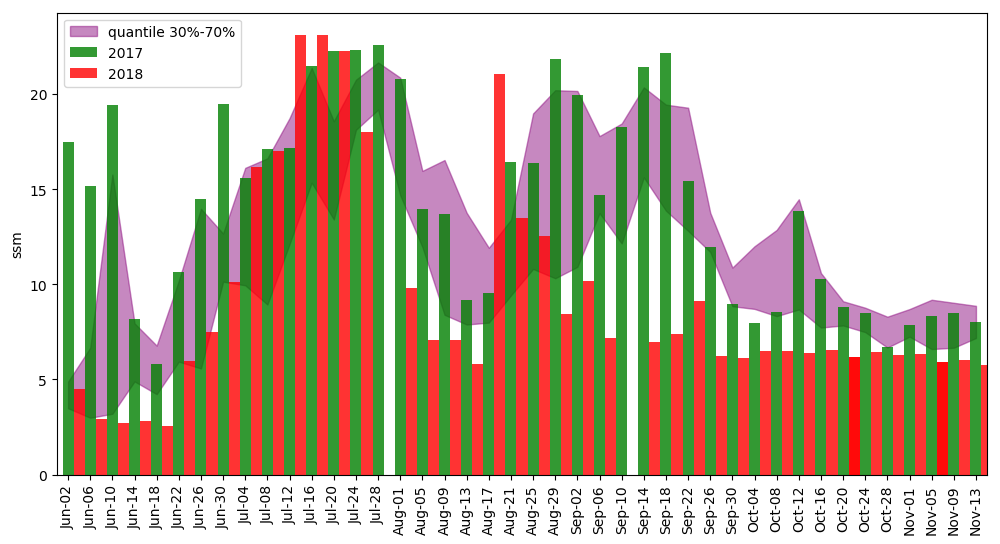 quantile 30%-70%
2017
2018
ssm
20
15
10
5
0
Jun-02
Jun-06
Jun-10
Jun-14
Jun-18
Jun-22
Jun-26
Jun-30
Jul-04
Jul-08
Jul-12
Jul-16
Jul-20
Jul-24
Jul-28
Aug-01
Aug-05
Aug-09
Aug-13
Aug-17
Aug-21
Aug-25
Aug-29
Sep-02
Sep-06
Sep-10
Sep-14
Sep-18
Sep-22
Sep-26
Sep-30
Oct-04
Oct-08
Oct-12
Oct-16
Oct-20
Oct-24
Oct-28
Nov-01
Nov-05
Nov-09
Nov-13